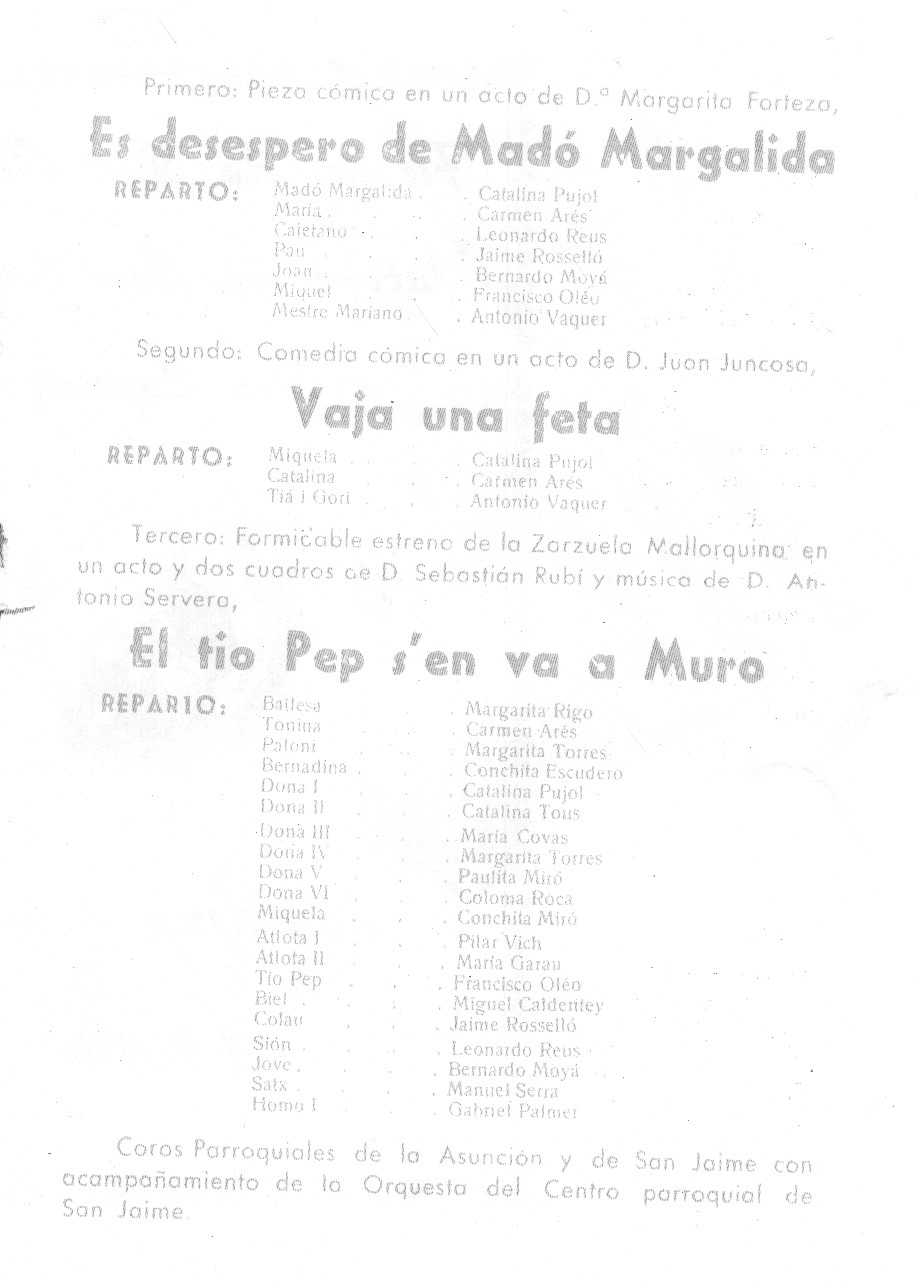 Primero: Pieza cómica en un acto de D.ª Margarita Forteza,
Es desespero de Madó Margalida
REPARTO: Madó Margalida . . Catalina Pujol
María . . . . Carmen Arés
Caietano . . . Leonardo Reus
Pau . . . . Jaime Rosselló
Joan . . . . Bernardo Moyá
Miquel . . . Francisco Oléo
Mestre Mariano . . Antonio Vaquer
Segundo: Comedia cómica en un acto de D. Juan Juncosa,
Vaja una feta
REPARTO: Miquela . . . . Catalina Pujol
Catalina . . . Carmen Arés
Tiá i Gori . . . Antonio Vaquer
Tercero: Formidable estreno de la Zarzuela Mallorquina en
un acto y dos cuadros de D. Sebastián Rubí y música de D. An-
tonio Servera,
El tio Pep s'en va a Muro
REPARTO: Batlesa . . . Margarita Rigo
Tonina . . . Carmen Arés
Paloni . . . Margarita Torres
Bernadina . . . Conchita Escudero
Dona I . . . Catalina Pujol
Dona II . . . Catalina Tous
Dona III . . . María Covas
Dona IV . . . Margarita Torres
Dona V . . . Paulita Miró
Dona VI . . . Coloma Roca
Miquela . . . Conchita Miró
Atlota I . . . Pilar Vich
Atlota II . . . María Garau
Tío Pep . . . Francisco Oléo
Biel . . . . Miguel Caldentey
Colau . . . Jaime Rosselló
Sión . . . . Leonardo Reus
Jove . . . . Bernardo Moyá
Satx . . . . Manuel Serra
Homo I . . . Gabriel Palmer
Coros Parroquiales de la Asunción y de San Jaime con
acompañamiento de la Orquesta del Centro parroquial de
San Jaime.